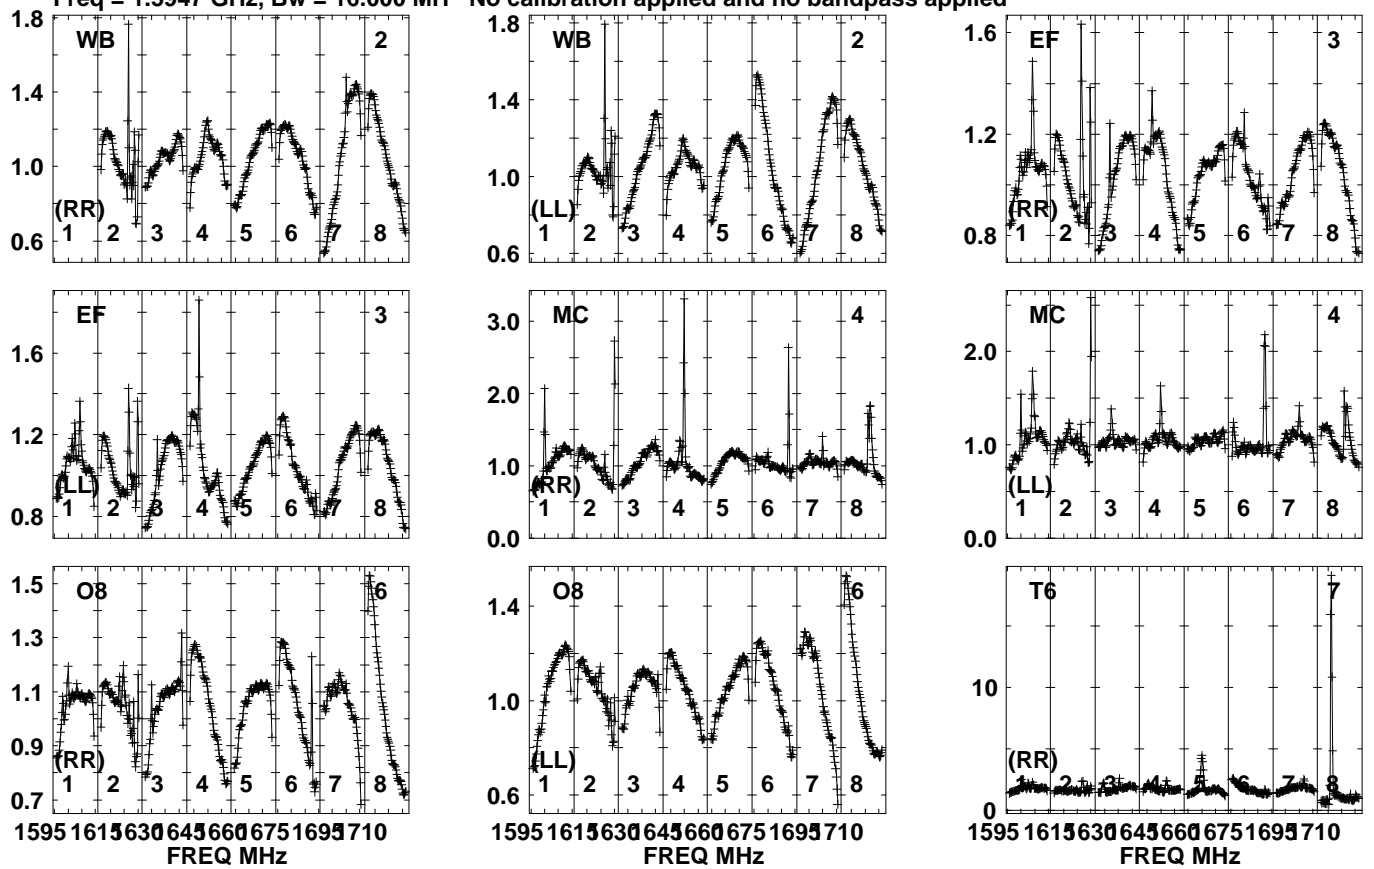 Freq = 1.5947 GHz, Bw = 16.000 MH No calibration applied and no bandpass applied
1.8 WB 2
1.4
1.0
0.6
(RR)
1 2 3 4 5 6 7 8
1.8 WB 2
1.4
1.0
0.6
(LL)
1 2 3 4 5 6 7 8
1.6 EF 3
1.2
0.8
(RR)
1 2 3 4 5 6 7 8
EF 3
1.6
1.2
0.8
(LL)
1 2 3 4 5 6 7 8
MC 4
3.0
2.0
1.0
0.0
(RR)
1 2 3 4 5 6 7 8
MC 4
2.0
1.0
0.0
(LL)
1 2 3 4 5 6 7 8
1.5 O8 6
1.3
1.1
0.9
0.7
(RR)
1 2 3 4 5 6 7 8
1595 1615 1630 1645 1660 1675 1695 1710
FREQ MHz
O8 6
1.4
1.0
0.6
(LL)
1 2 3 4 5 6 7 8
1595 1615 1630 1645 1660 1675 1695 1710
FREQ MHz
T6 7
10
0
(RR)
1 2 3 4 5 6 7 8
1595 1615 1630 1645 1660 1675 1695 1710
FREQ MHz